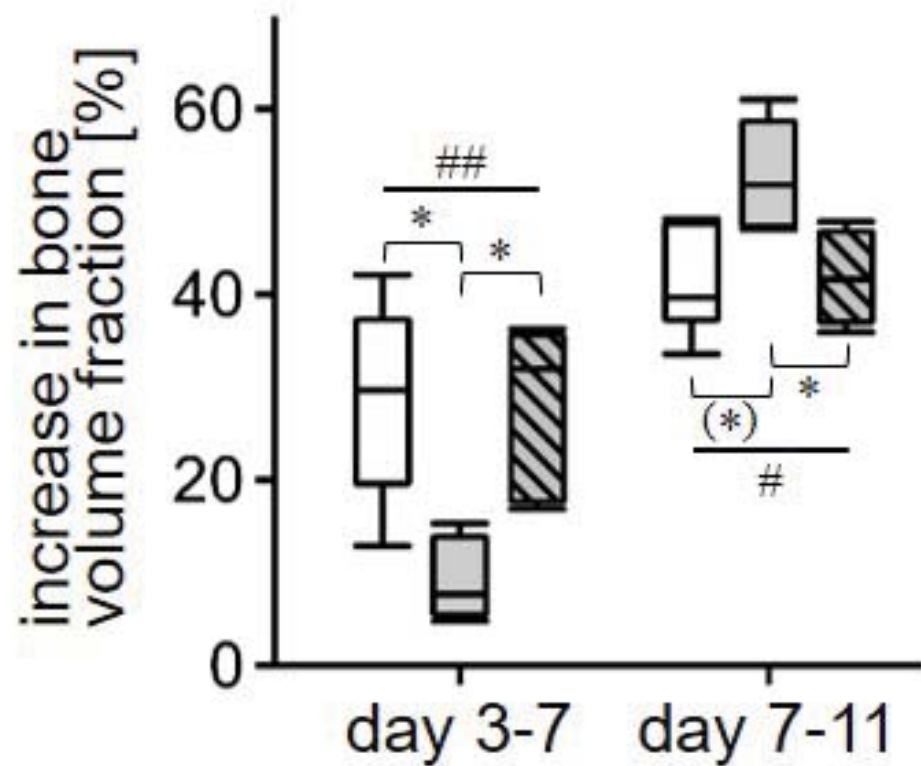 increase in bone
volume fraction [%]
60
40
20
0
##
*
*
(*)
*
#
day 3-7
day 7-11